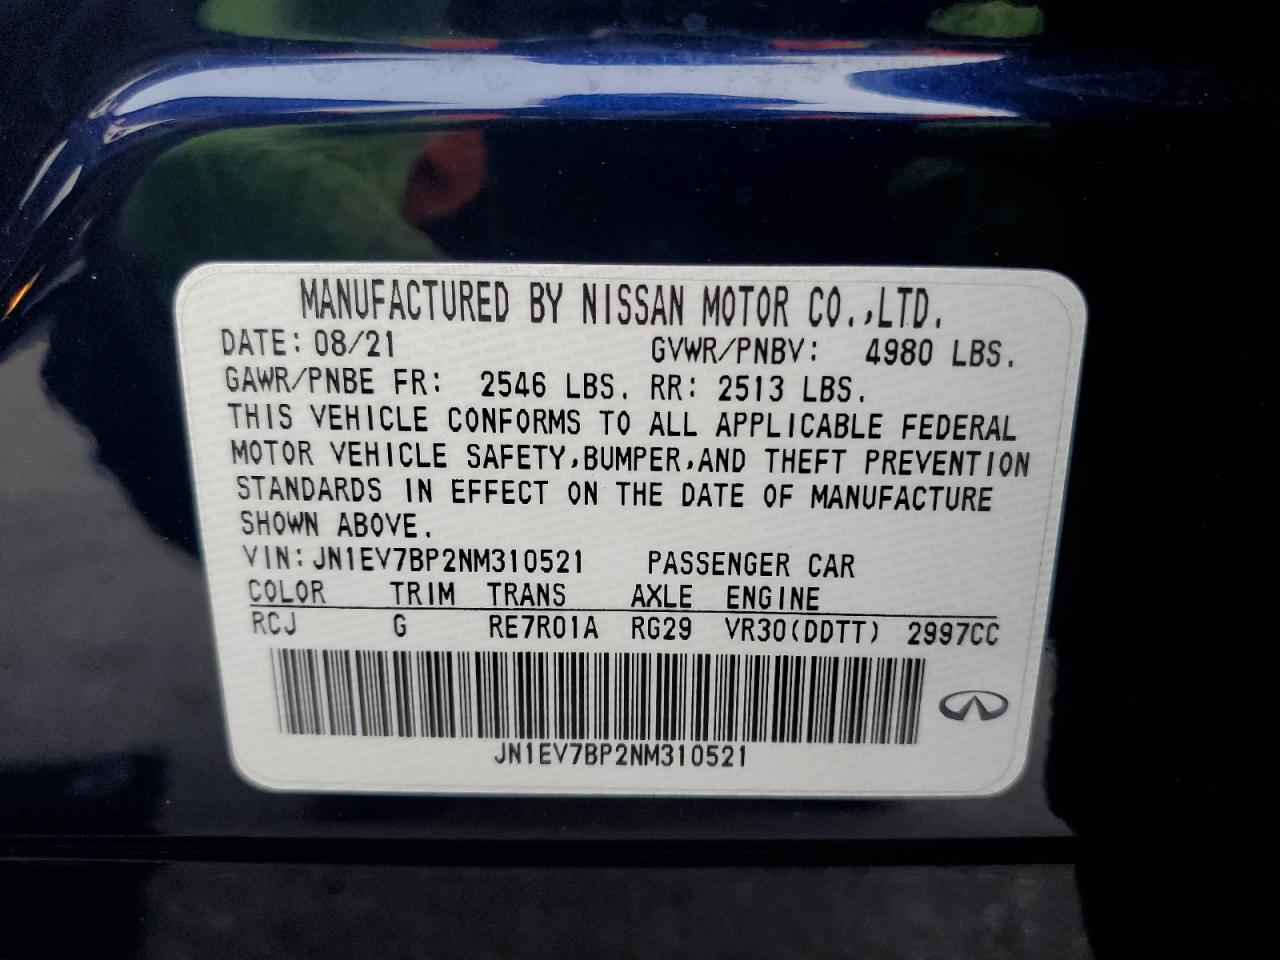 MANUFACTURED BY NISSAN MOTOR CO.,LTD.
DATE: 08/21 GVWR/PNBV: 4980 LBS.
GAWR/PNBE FR: 2546 LBS. RR: 2513 LBS.
THIS VEHICLE CONFORMS TO ALL APPLICABLE FEDERAL
MOTOR VEHICLE SAFETY,BUMPER,AND THEFT PREVENTION
STANDARDS IN EFFECT ON THE DATE OF MANUFACTURE
SHOWN ABOVE.
VIN:JN1EV7BP2NM310521 PASSENGER CAR
COLOR TRIM TRANS AXLE ENGINE
RCJ G RE7R01A RG29 VR30(DDTT) 2997CC
JN1EV7BP2NM310521